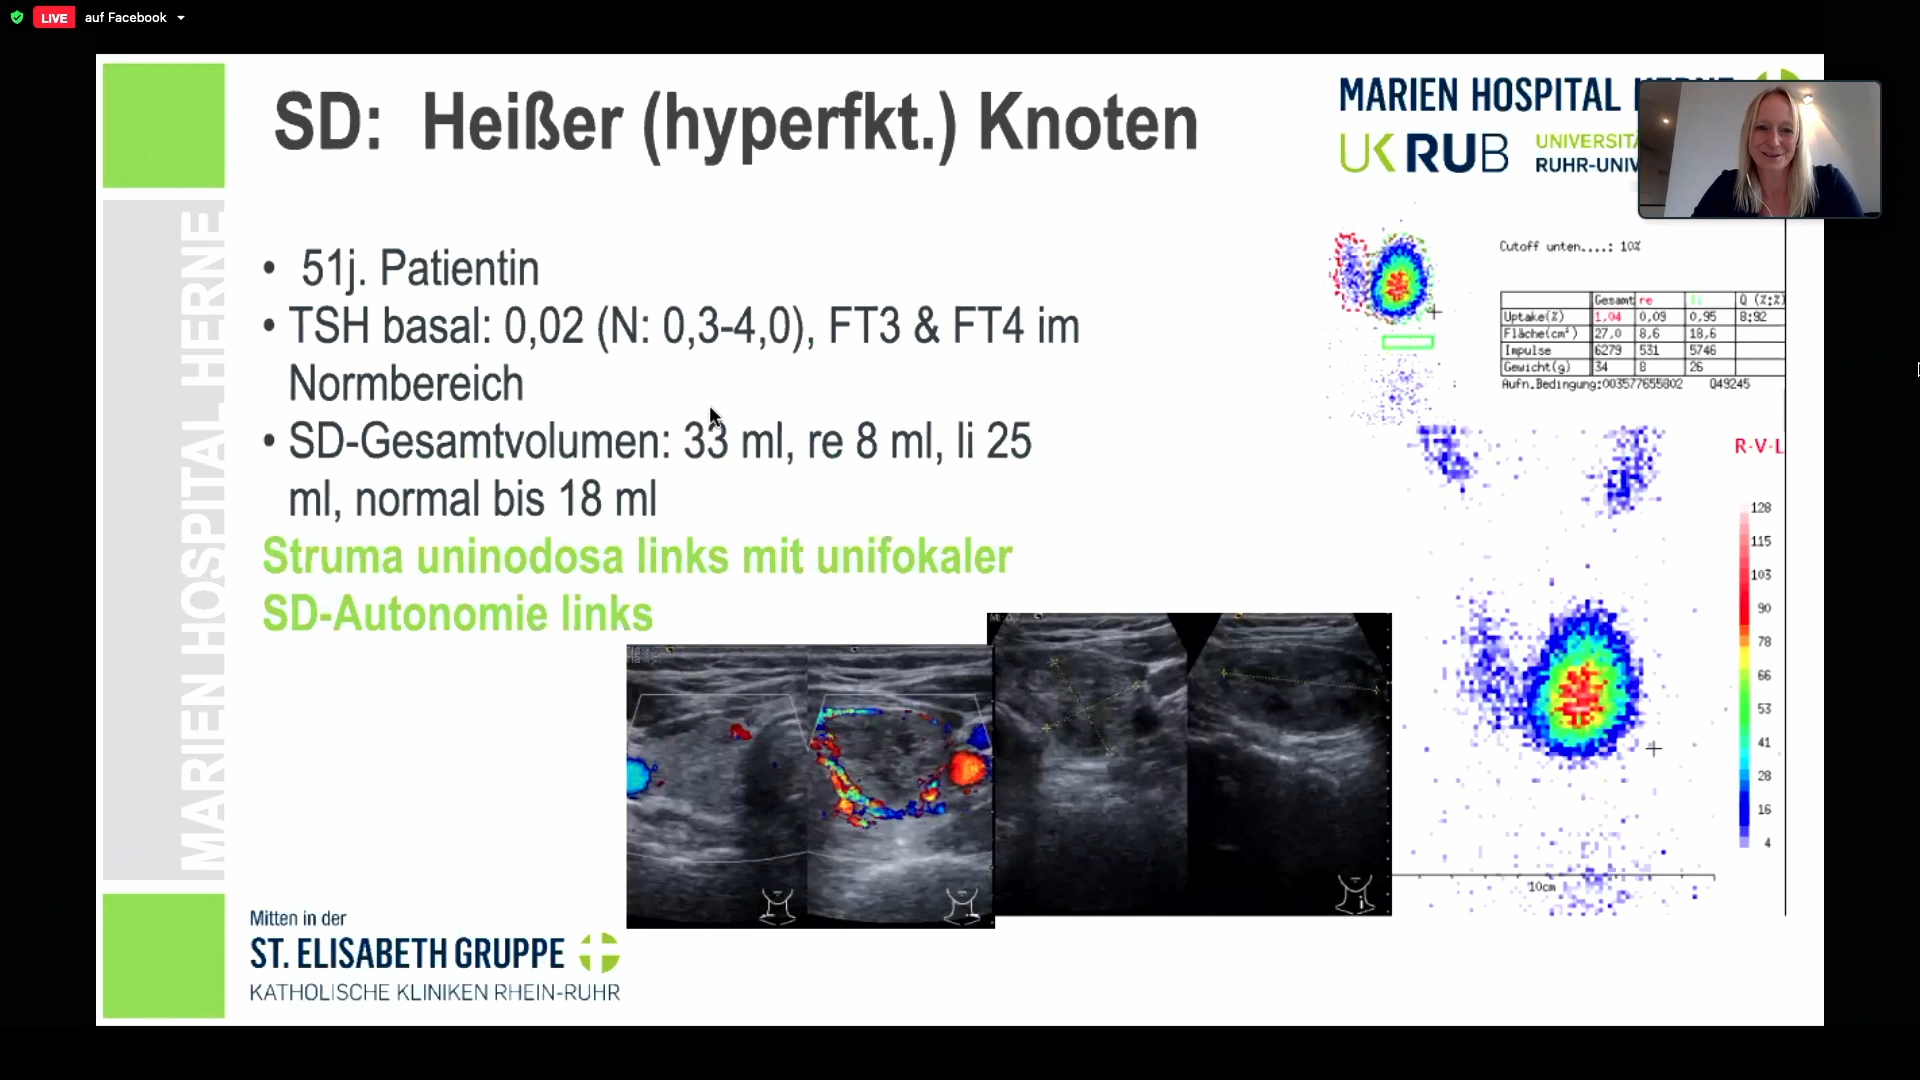 LIVE auf Facebook
SD: Heißer (hyperfkt.) Knoten
MARIEN HOSPITAL
UK RUB
RUHR-UNIV
MARIEN HOSPITAL HERNE
• 51j. Patientin
• TSH basal: 0,02 (N: 0,3-4,0), FT3 & FT4 im
Normbereich
• SD-Gesamtvolumen: 33 ml, re 8 ml, li 25
ml, normal bis 18 ml
Struma uninodosa links mit unifokaler
SD-Autonomie links
Cutoff unten....: 10%
Gesamt re li Q (%:%)
Uptake(%) 1,04 0,09 0,95 8:92
Fläche(cm²) 27,0 8,6 18,6
Impulse 6279 531 5746
Gewicht(g) 34 8 26
Aufn.Bedingung:003577655802 Q49245
R-V-L
128
115
103
90
78
66
53
41
28
16
4
10cm
Mitten in der
ST. ELISABETH GRUPPE
KATHOLISCHE KLINIKEN RHEIN-RUHR